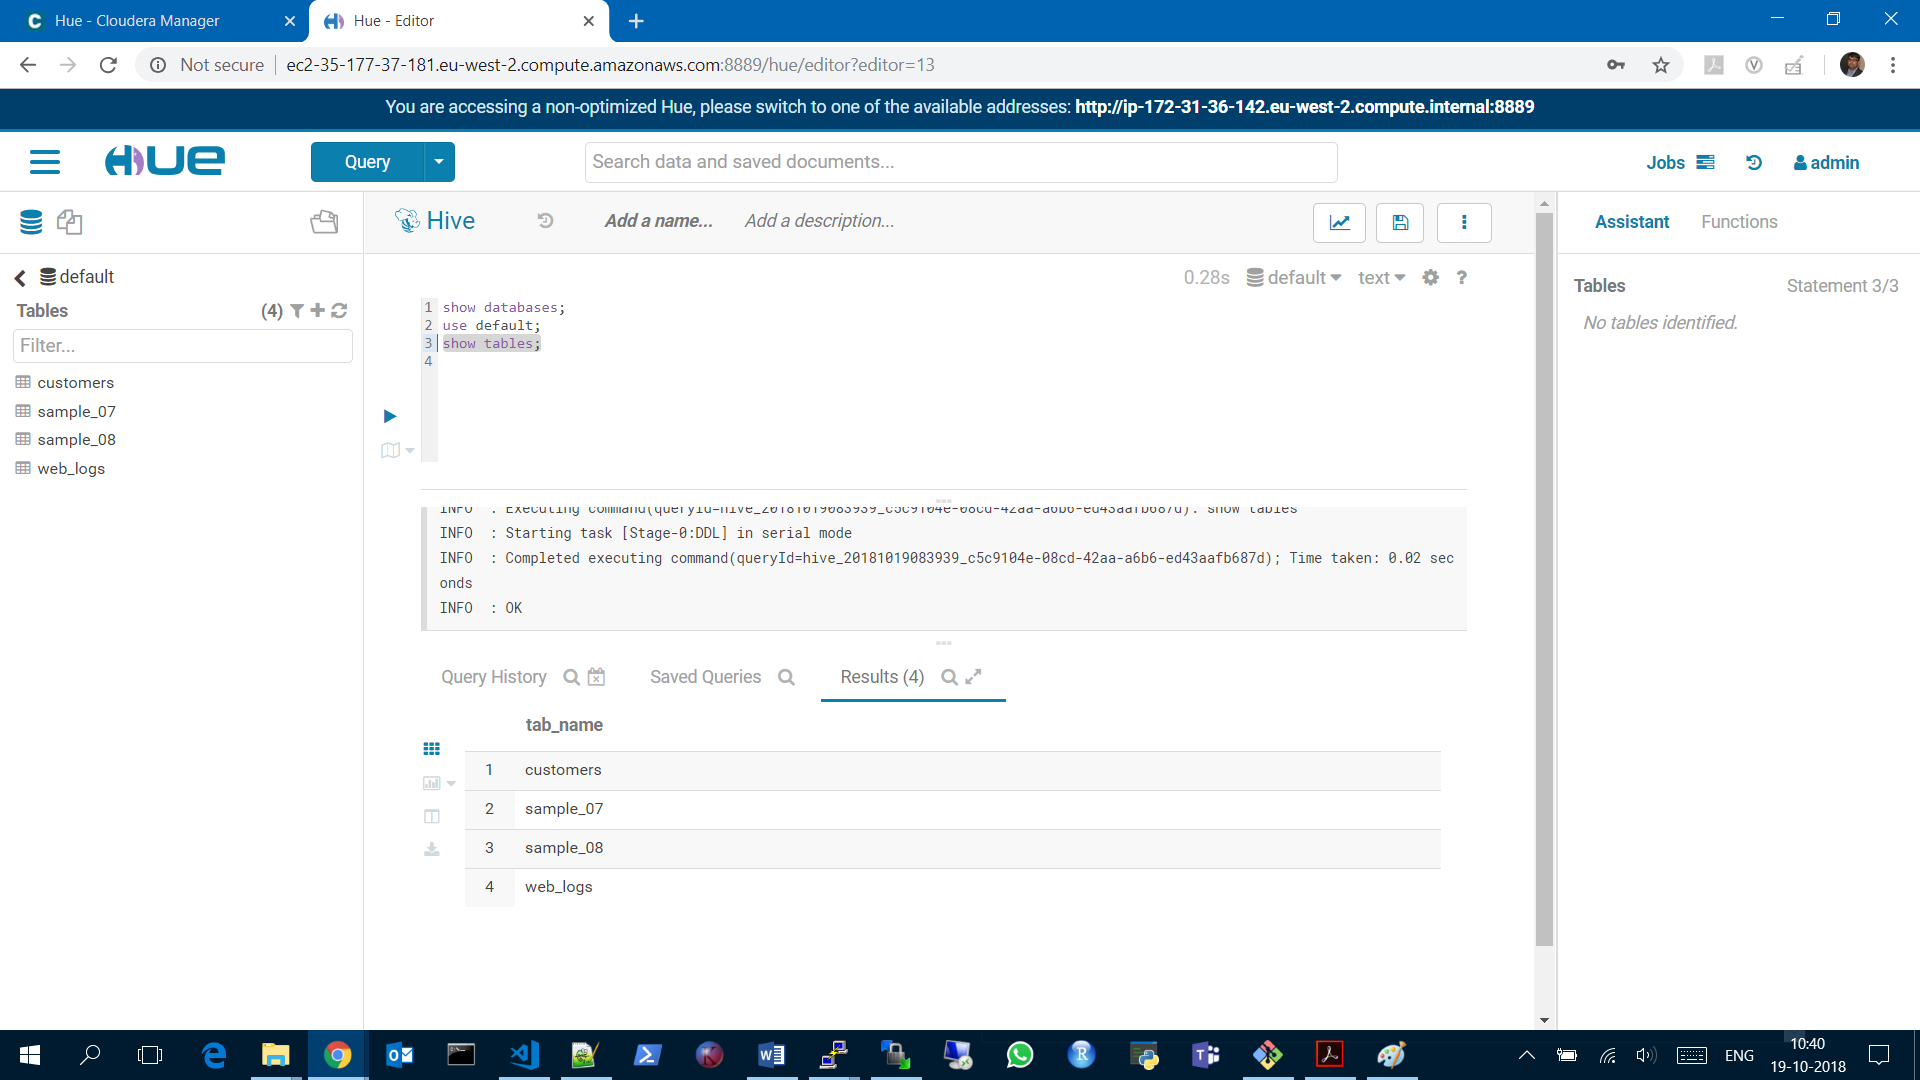 Hue - Cloudera Manager
Hue - Editor
Not secure
ec2-35-177-37-181.eu-west-2.compute.amazonaws.com:8889/hue/editor?editor=13
You are accessing a non-optimized Hue, please switch to one of the available addresses: http://ip-172-31-36-142.eu-west-2.compute.internal:8889
HUE
Query
Search data and saved documents...
Jobs
admin
Hive
Add a name...
Add a description...
Assistant
Functions
default
Tables
(4)
Filter...
customers
sample_07
sample_08
web_logs
0.28s
default
text
?
1 show databases;
2 use default;
3 show tables;
4
Tables
Statement 3/3
No tables identified.
INFO : Executing command(queryId=hive_20181019083939_c5c9104e-08cd-42aa-a6b6-ed43aafb687d): show tables
INFO : Starting task [Stage-0:DDL] in serial mode
INFO : Completed executing command(queryId=hive_20181019083939_c5c9104e-08cd-42aa-a6b6-ed43aafb687d); Time taken: 0.02 sec
onds
INFO : OK
Query History
Saved Queries
Results (4)
tab_name
1 customers
2 sample_07
3 sample_08
4 web_logs
ENG
10:40
19-10-2018